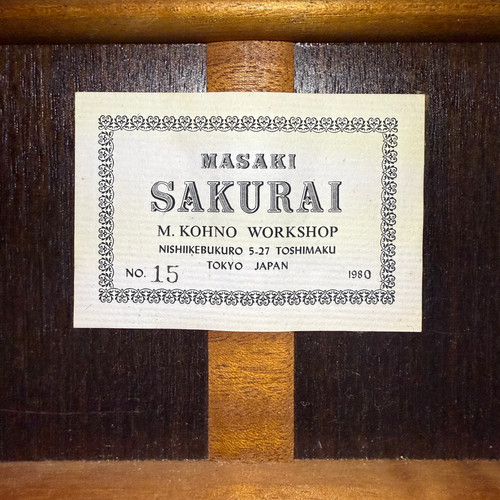 MASAKI
SAKURAI
M. KOHNO WORKSHOP
NISHIIKEBUKURO 5-27 TOSHIMAKU
TOKYO JAPAN
NO. 15 1980